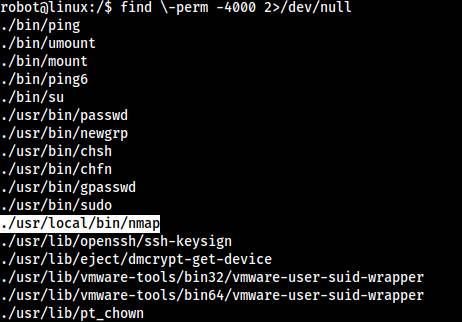 robot@linux:/$ find \-perm -4000 2>/dev/null
./bin/ping
./bin/umount
./bin/mount
./bin/ping6
./bin/su
./usr/bin/passwd
./usr/bin/newgrp
./usr/bin/chsh
./usr/bin/chfn
./usr/bin/gpasswd
./usr/bin/sudo
./usr/local/bin/nmap
./usr/lib/openssh/ssh-keysign
./usr/lib/eject/dmcrypt-get-device
./usr/lib/vmware-tools/bin32/vmware-user-suid-wrapper
./usr/lib/vmware-tools/bin64/vmware-user-suid-wrapper
./usr/lib/pt_chown